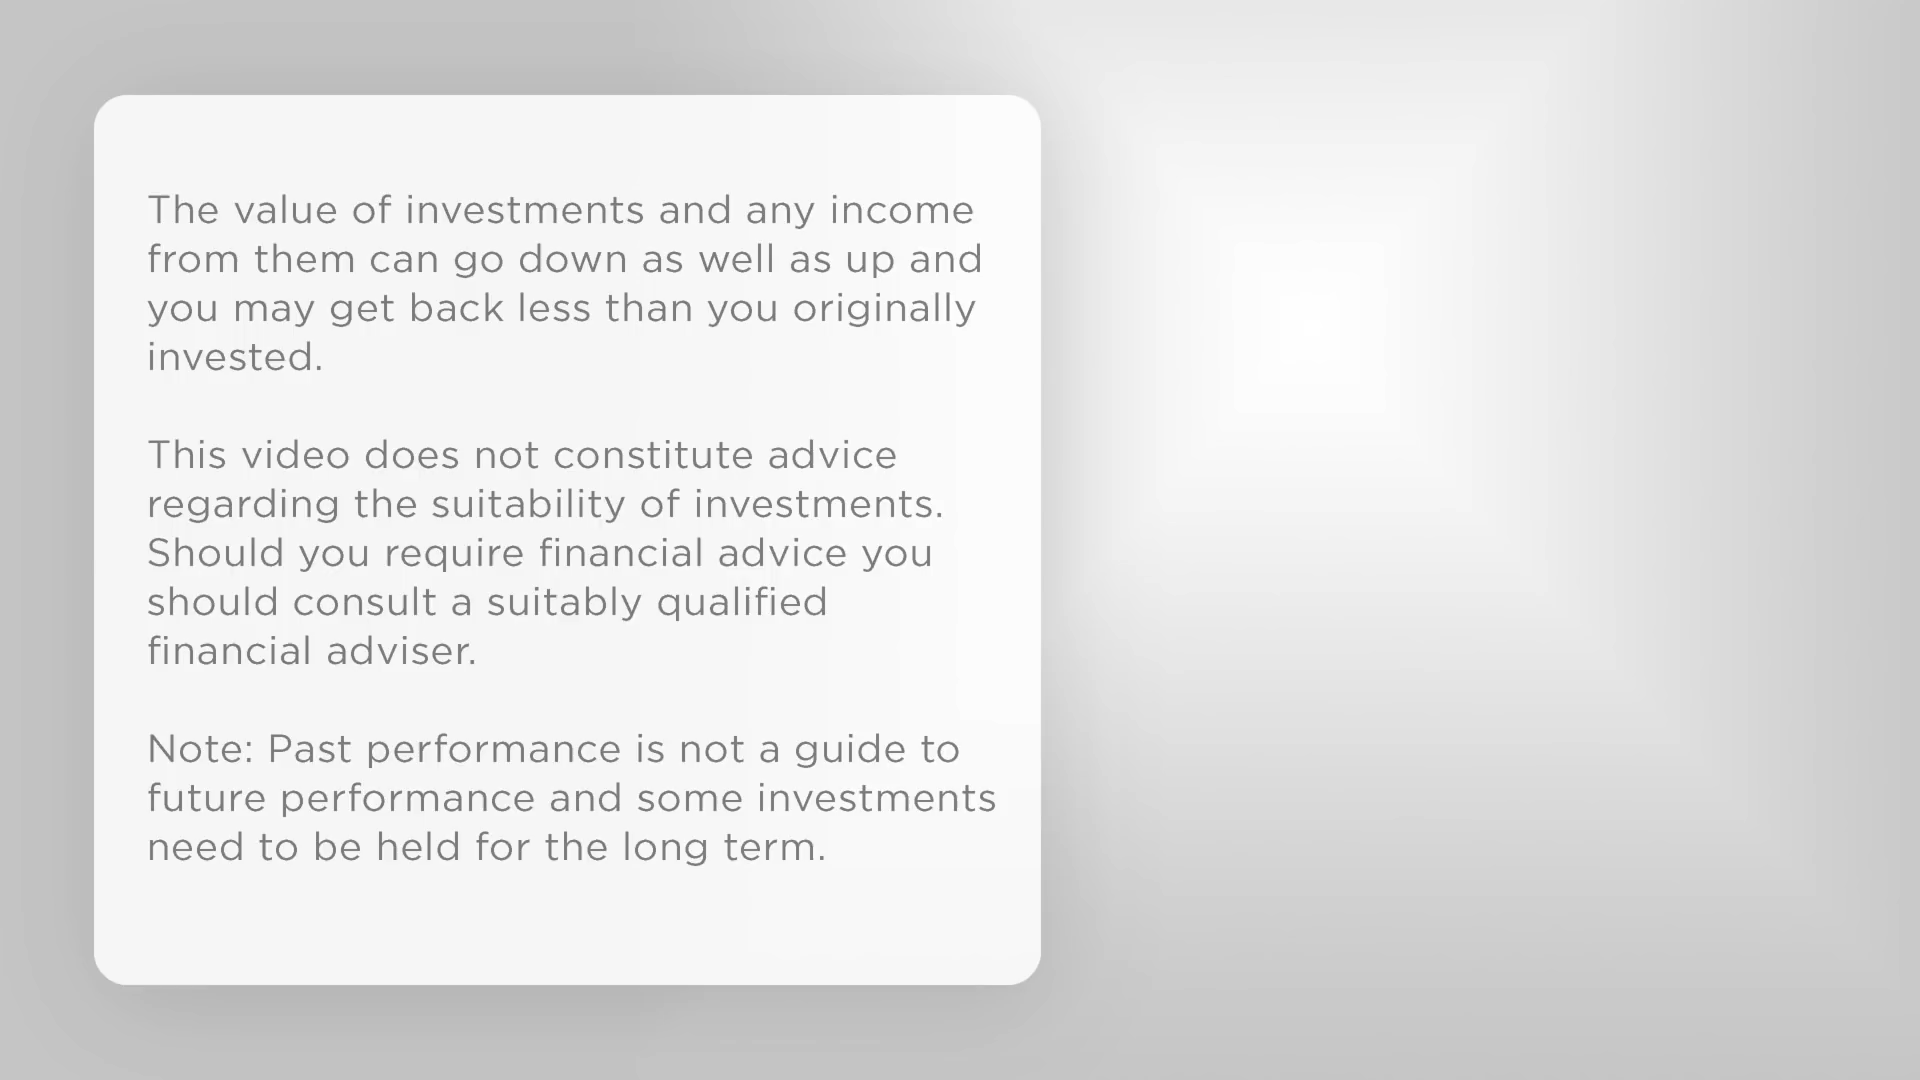 The value of investments and any income
from them can go down as well as up and
you may get back less than you originally
invested.
This video does not constitute advice
regarding the suitability of investments.
Should you require financial advice you
should consult a suitably qualified
financial adviser.
Note: Past performance is not a guide to
future performance and some investments
need to be held for the long term.